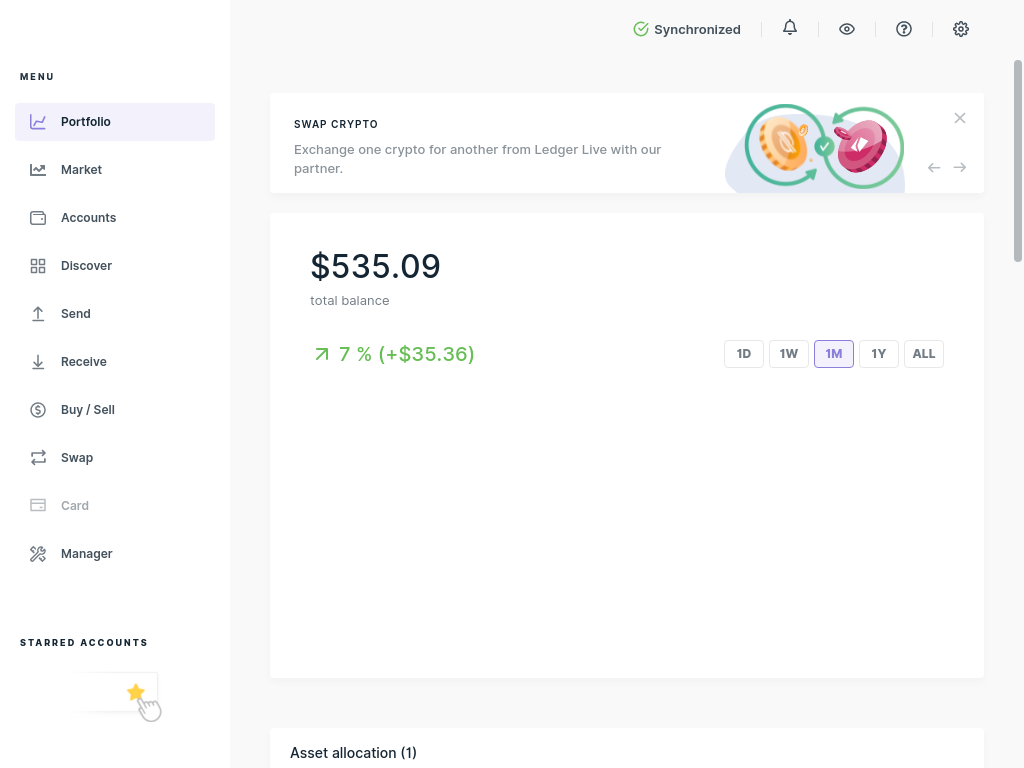 Synchronized
MENU
Portfolio
Market
Accounts
Discover
Send
Receive
Buy / Sell
Swap
Card
Manager
STARRED ACCOUNTS
SWAP CRYPTO
Exchange one crypto for another from Ledger Live with our
partner.
$535.09
total balance
7 % (+$35.36)
1D 1W 1M 1Y ALL
Asset allocation (1)